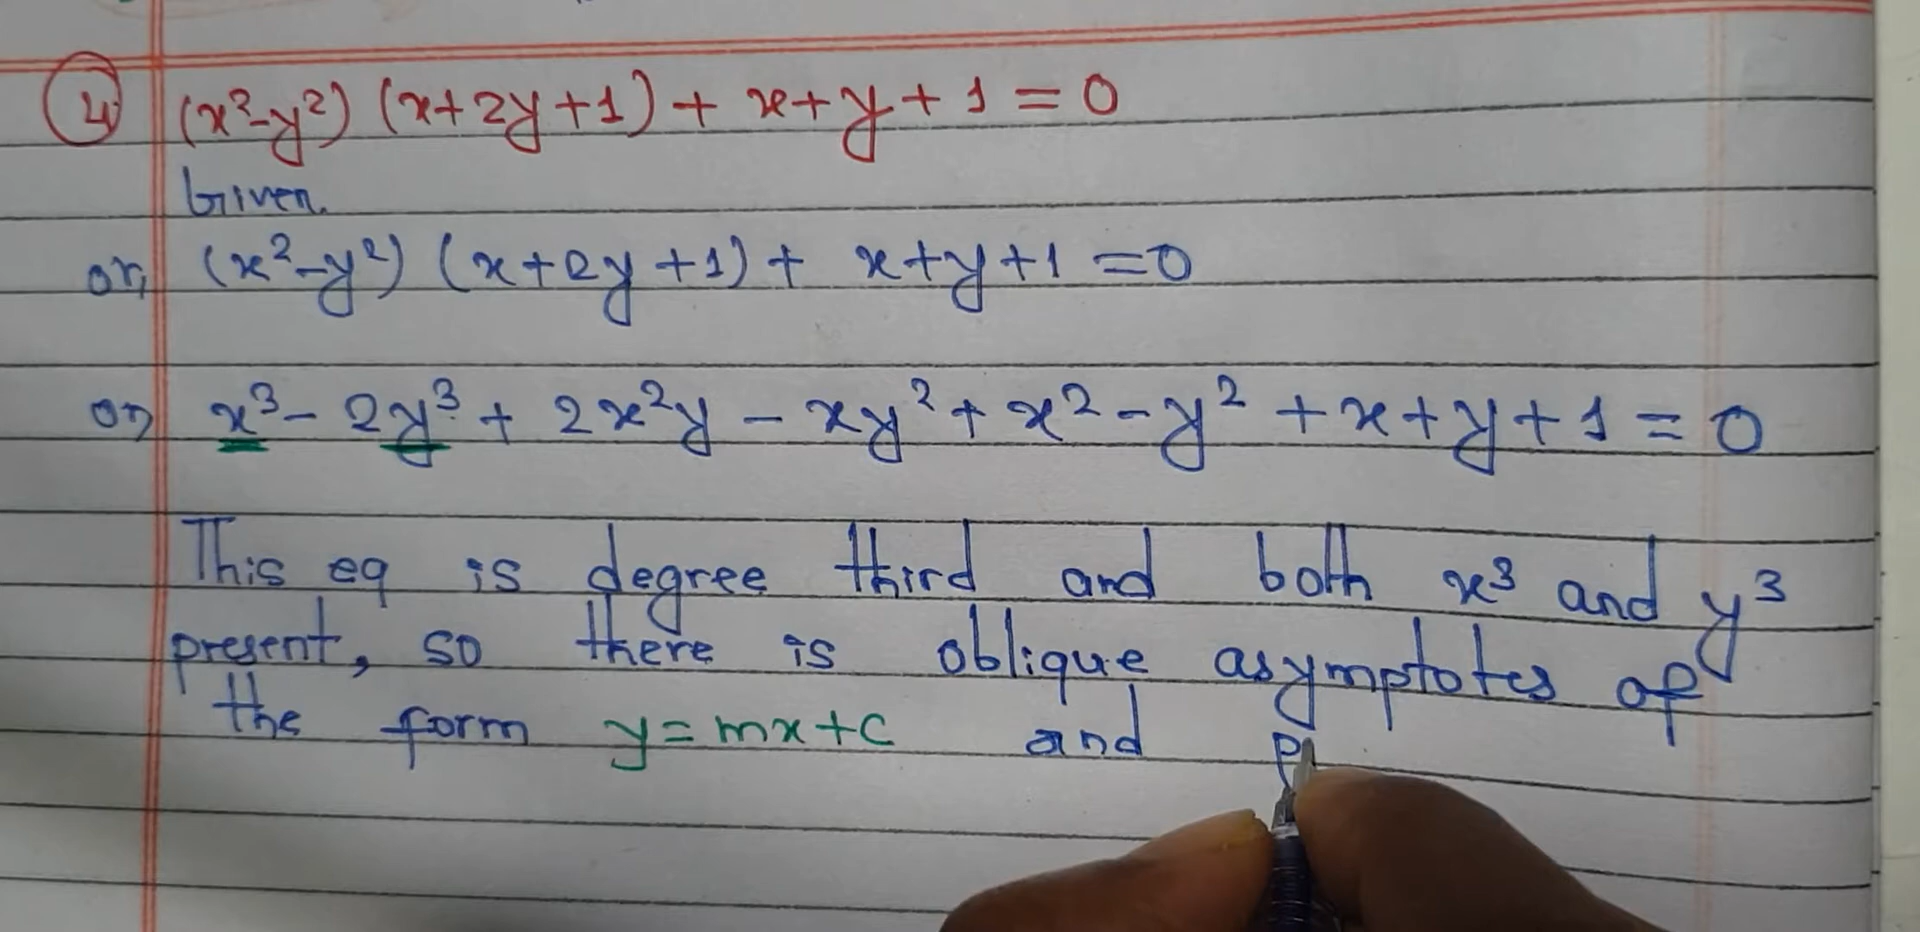 4 (x²-y²) (x+2y+1) + x+y+1 = 0
Given.
or, (x²-y²) (x+2y+1) + x+y+1 =0
or, x³- 2y³ + 2x²y - xy² + x² - y² + x+y+1 = 0
This eq is degree third and both x³ and y³
present, so there is oblique asymptotes of
the form y=mx+c and